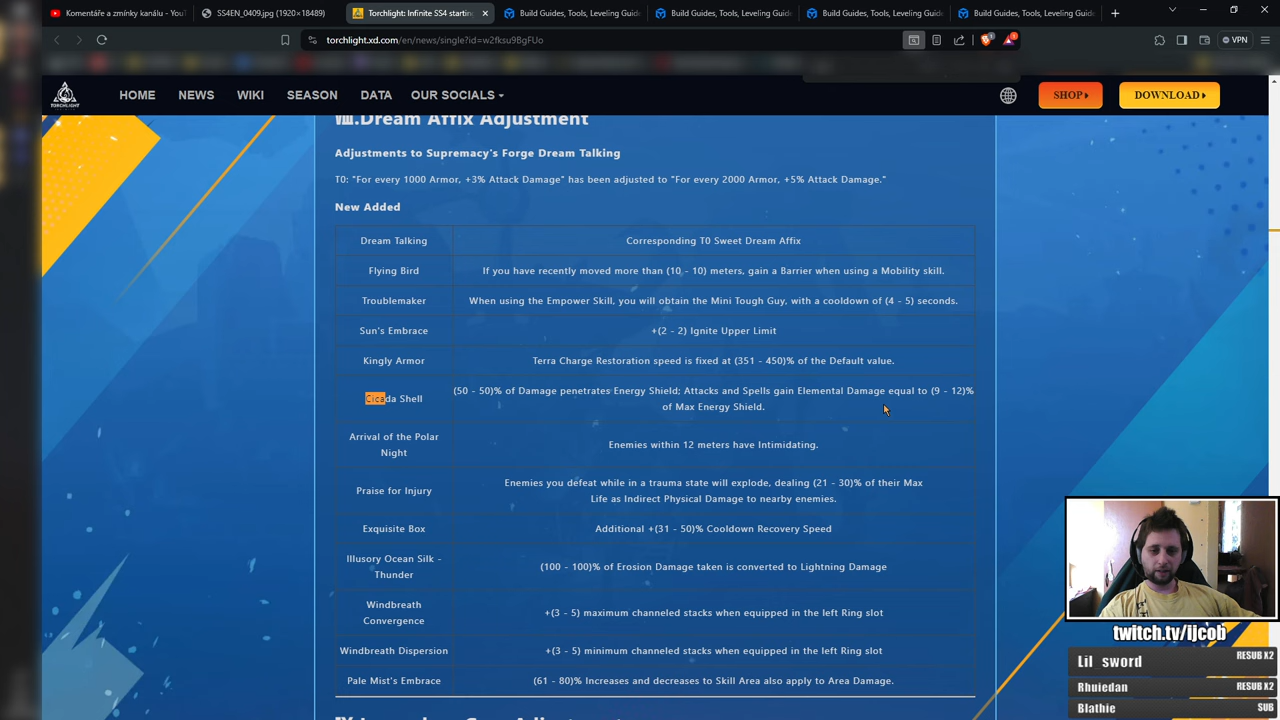 Komentáře a zmínky kanálu - YouT
SS4EN_0409.jpg (1920×18489)
Torchlight: Infinite SS4 startin
Build Guides, Tools, Leveling Guide
Build Guides, Tools, Leveling Guide
Build Guides, Tools, Leveling Guide
Build Guides, Tools, Leveling Guide
torchlight.xd.com/en/news/single?id=w2fksu9BgFUo
VPN
HOME NEWS WIKI SEASON DATA OUR SOCIALS
SHOP DOWNLOAD
Ⅷ.Dream Affix Adjustment
Adjustments to Supremacy's Forge Dream Talking
T0: "For every 1000 Armor, +3% Attack Damage" has been adjusted to "For every 2000 Armor, +5% Attack Damage."
New Added
Dream Talking
Corresponding T0 Sweet Dream Affix
Flying Bird
If you have recently moved more than (10 - 10) meters, gain a Barrier when using a Mobility skill.
Troublemaker
When using the Empower Skill, you will obtain the Mini Tough Guy, with a cooldown of (4 - 5) seconds.
Sun's Embrace
+(2 - 2) Ignite Upper Limit
Kingly Armor
Terra Charge Restoration speed is fixed at (351 - 450)% of the Default value.
Cicada Shell
(50 - 50)% of Damage penetrates Energy Shield; Attacks and Spells gain Elemental Damage equal to (9 - 12)%
of Max Energy Shield.
Arrival of the Polar
Night
Enemies within 12 meters have Intimidating.
Praise for Injury
Enemies you defeat while in a trauma state will explode, dealing (21 - 30)% of their Max
Life as Indirect Physical Damage to nearby enemies.
Exquisite Box
Additional +(31 - 50)% Cooldown Recovery Speed
Illusory Ocean Silk -
Thunder
(100 - 100)% of Erosion Damage taken is converted to Lightning Damage
Windbreath
Convergence
+(3 - 5) maximum channeled stacks when equipped in the left Ring slot
Windbreath Dispersion
+(3 - 5) minimum channeled stacks when equipped in the left Ring slot
Pale Mist's Embrace
(61 - 80)% Increases and decreases to Skill Area also apply to Area Damage.
twitch.tv/ljcob
Lil_sword RESUB X2
Rhuiedan RESUB X2
Blathie SUB